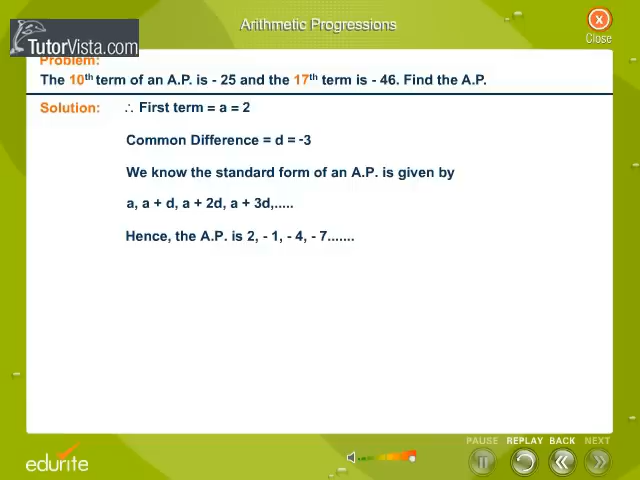 Arithmetic Progressions
TutorVista.com
Close
Problem:
The 10th term of an A.P. is - 25 and the 17th term is - 46. Find the A.P.
Solution: ∴ First term = a = 2
Common Difference = d = -3
We know the standard form of an A.P. is given by
a, a + d, a + 2d, a + 3d,.....
Hence, the A.P. is 2, - 1, - 4, - 7.......
PAUSE REPLAY BACK NEXT
edurite